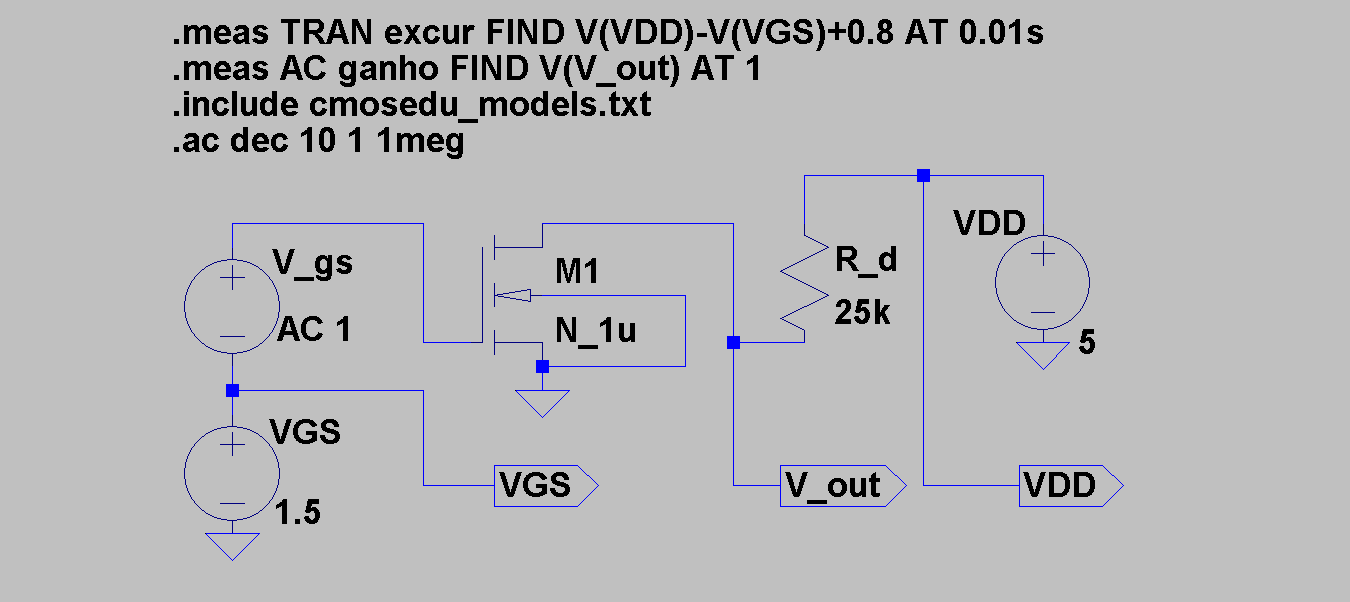 .meas TRAN excur FIND V(VDD)-V(VGS)+0.8 AT 0.01s
.meas AC ganho FIND V(V_out) AT 1
.include cmosedu_models.txt
.ac dec 10 1 1meg
V_gs
AC 1
VGS
1.5
M1
N_1u
R_d
25k
VDD
5
VGS
V_out
VDD